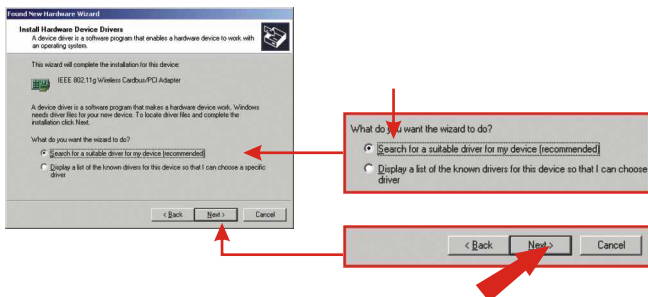 Found New Hardware Wizard
Install Hardware Device Drivers
A device driver is a software program that enables a hardware device to work with
an operating system.
This wizard will complete the installation for this device:
IEEE 802.11g Wireless Cardbus/PCI Adapter
A device driver is a software program that makes a hardware device work. Windows
needs driver files for your new device. To locate driver files and complete the
installation click Next.
What do you want the wizard to do?
Search for a suitable driver for my device (recommended)
Display a list of the known drivers for this device so that I can choose a specific
driver
< Back Next > Cancel
What do you want the wizard to do?
Search for a suitable driver for my device (recommended)
Display a list of the known drivers for this device so that I can choose
driver
< Back Next > Cancel